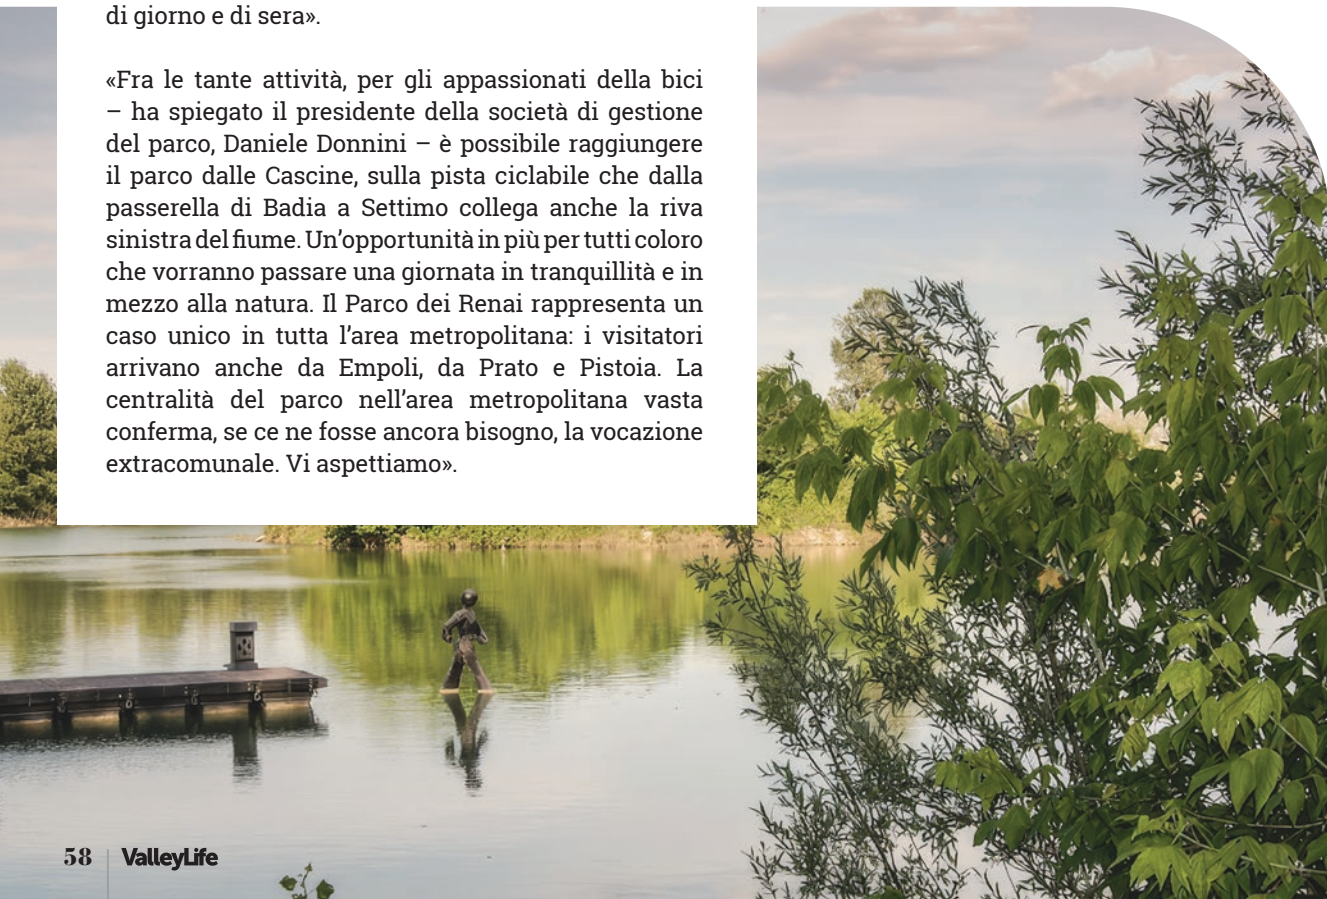 di giorno e di sera».
«Fra le tante attività, per gli appassionati della bici
– ha spiegato il presidente della società di gestione
del parco, Daniele Donnini – è possibile raggiungere
il parco dalle Cascine, sulla pista ciclabile che dalla
passerella di Badia a Settimo collega anche la riva
sinistra del fiume. Un’opportunità in più per tutti coloro
che vorranno passare una giornata in tranquillità e in
mezzo alla natura. Il Parco dei Renai rappresenta un
caso unico in tutta l’area metropolitana: i visitatori
arrivano anche da Empoli, da Prato e Pistoia. La
centralità del parco nell’area metropolitana vasta
conferma, se ce ne fosse ancora bisogno, la vocazione
extracomunale. Vi aspettiamo».
58 ValleyLife